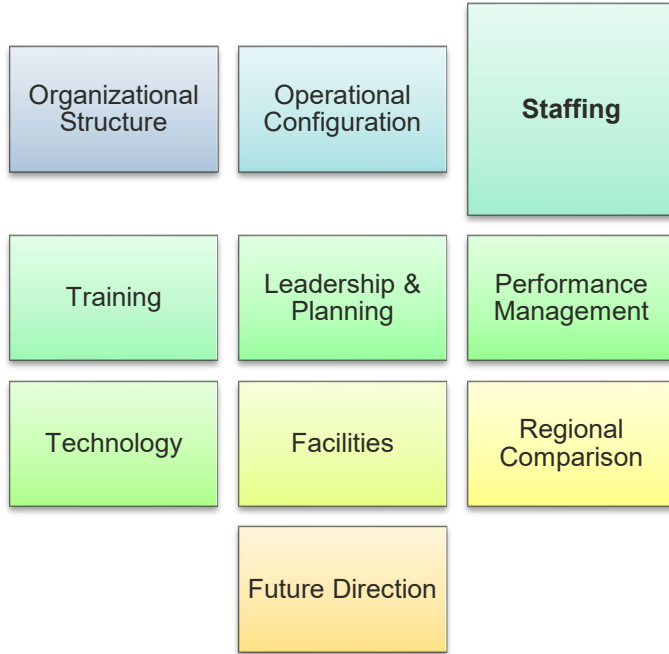 Organizational
Structure
Operational
Configuration
Staffing
Training
Leadership &
Planning
Performance
Management
Technology
Facilities
Regional
Comparison
Future Direction